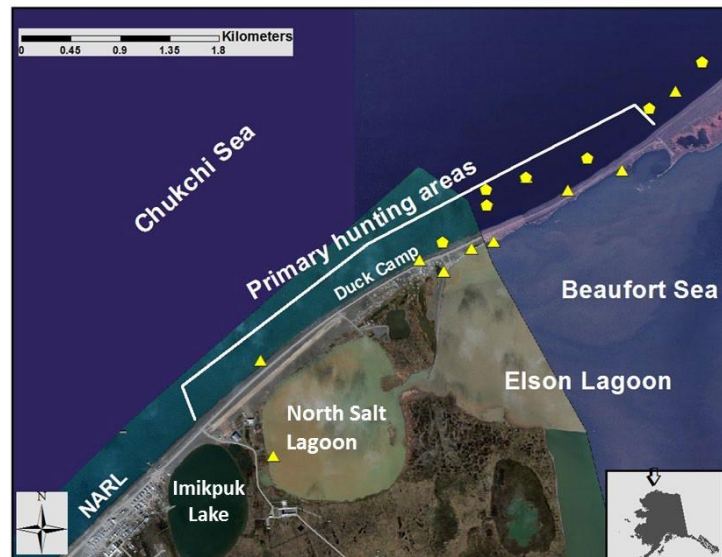 Kilometers
0 0.45 0.9 1.35 1.8
Chukchi Sea
Primary hunting areas
Duck Camp
Beaufort Sea
Elson Lagoon
North Salt
Lagoon
NARL
Imikpuk
Lake
N